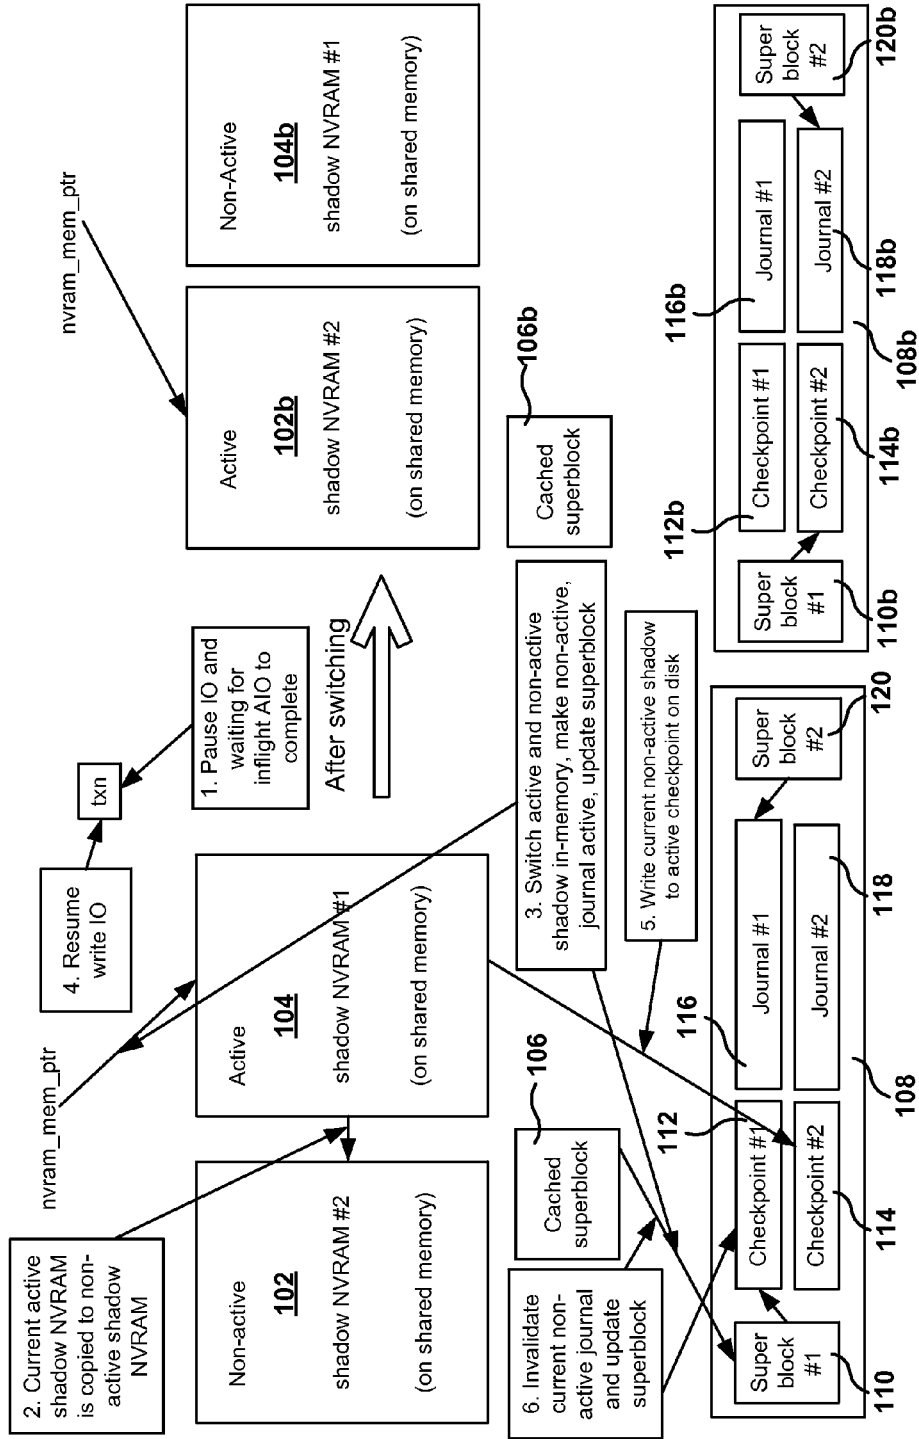 2. Current active
shadow NVRAM
is copied to non-
active shadow
NVRAM
nvram_mem_ptr
4. Resume
write IO
txn
1. Pause IO and
waiting for
inflight AIO to
complete
nvram_mem_ptr
Non-active
102
shadow NVRAM #2
(on shared memory)
Active
104
shadow NVRAM #1
(on shared memory)
After switching
Active
102b
shadow NVRAM #2
(on shared memory)
Non-Active
104b
shadow NVRAM #1
(on shared memory)
6. Invalidate
current non-
active journal
and update
superblock
Cached
superblock
106
3. Switch active and non-active
shadow in-memory, make non-active,
journal active, update superblock
Cached
superblock
106b
5. Write current non-active shadow
to active checkpoint on disk
Super
block
#1
110
Checkpoint #1
112
Checkpoint #2
114
Journal #1
116
Journal #2
118
108
Super
block
#2
120
Super
block
#1
110b
Checkpoint #1
112b
Checkpoint #2
114b
Journal #1
116b
Journal #2
118b
108b
Super
block
#2
120b